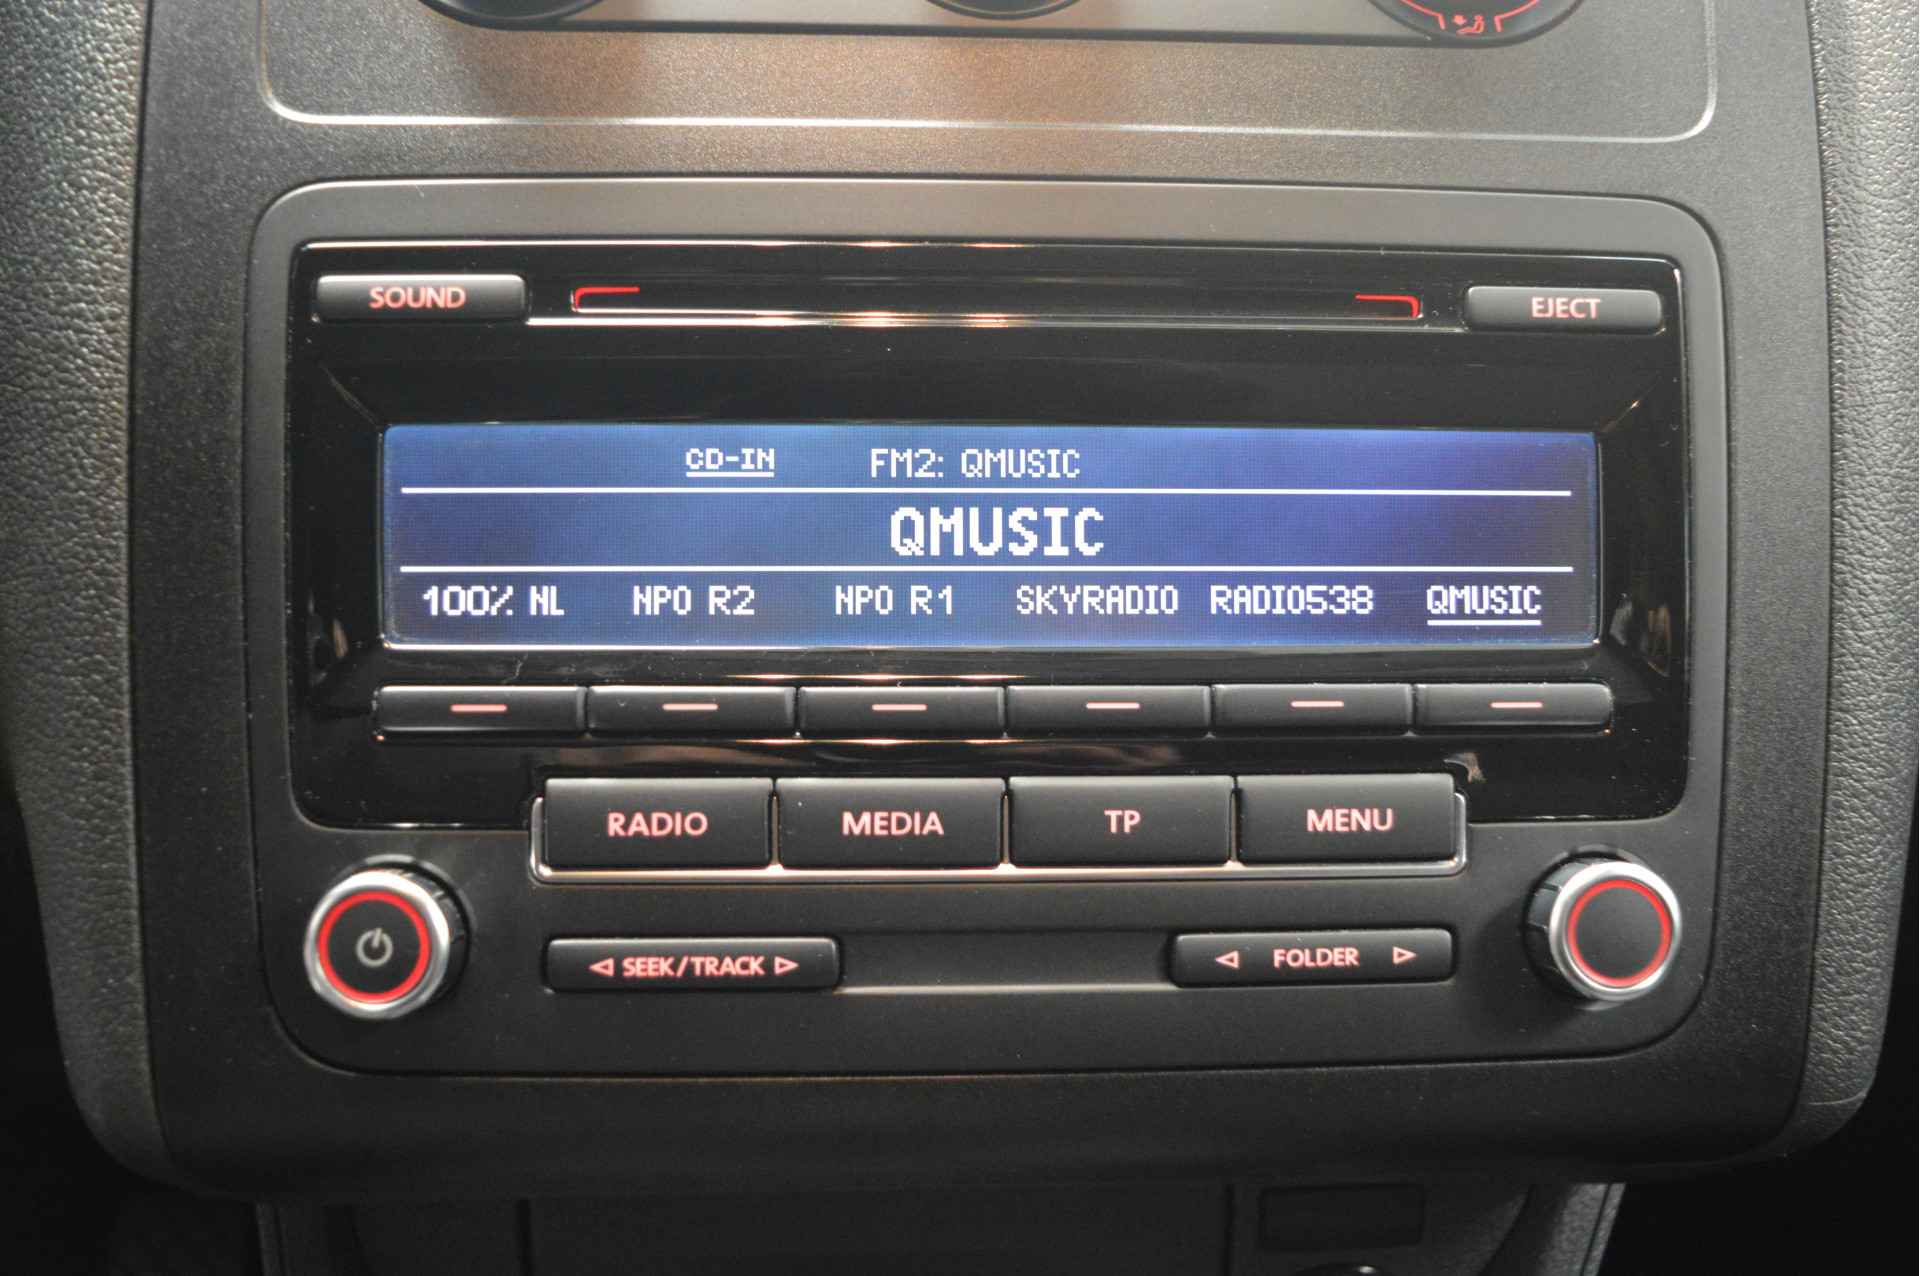 SOUND
EJECT
CD-IN FM2: QMUSIC
QMUSIC
100% NL NPO R2 NPO R1 SKYRADIO RADIO538 QMUSIC
RADIO MEDIA TP MENU
SEEK/TRACK FOLDER